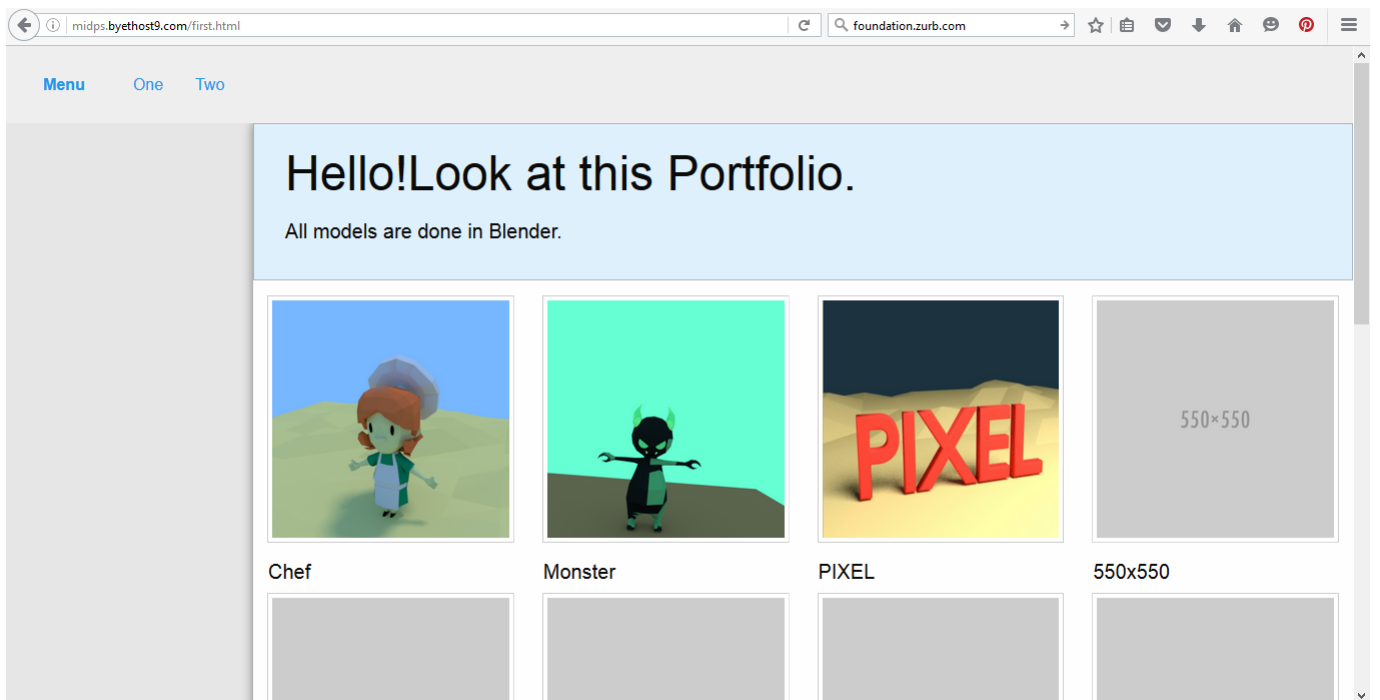 midps.byethost9.com/first.html
foundation.zurb.com
Menu One Two
Hello!Look at this Portfolio.
All models are done in Blender.
PIXEL
550×550
Chef Monster PIXEL 550x550